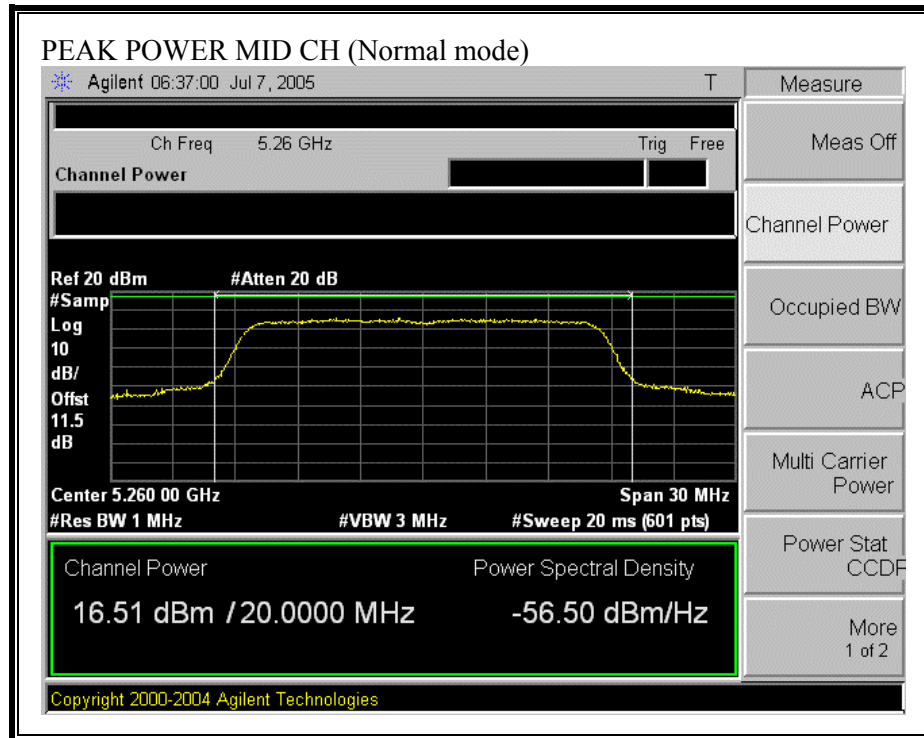 PEAK POWER MID CH (Normal mode)
Agilent 06:37:00 Jul 7, 2005 T
Measure
Ch Freq 5.26 GHz Trig Free
Channel Power
Meas Off
Channel Power
Occupied BW
ACP
Multi Carrier
Power
Power Stat
CCDF
More
1 of 2
Ref 20 dBm #Atten 20 dB
#Samp
Log
10
dB/
Offst
11.5
dB
Center 5.260 00 GHz Span 30 MHz
#Res BW 1 MHz #VBW 3 MHz #Sweep 20 ms (601 pts)
Channel Power Power Spectral Density
16.51 dBm / 20.0000 MHz -56.50 dBm/Hz
Copyright 2000-2004 Agilent Technologies